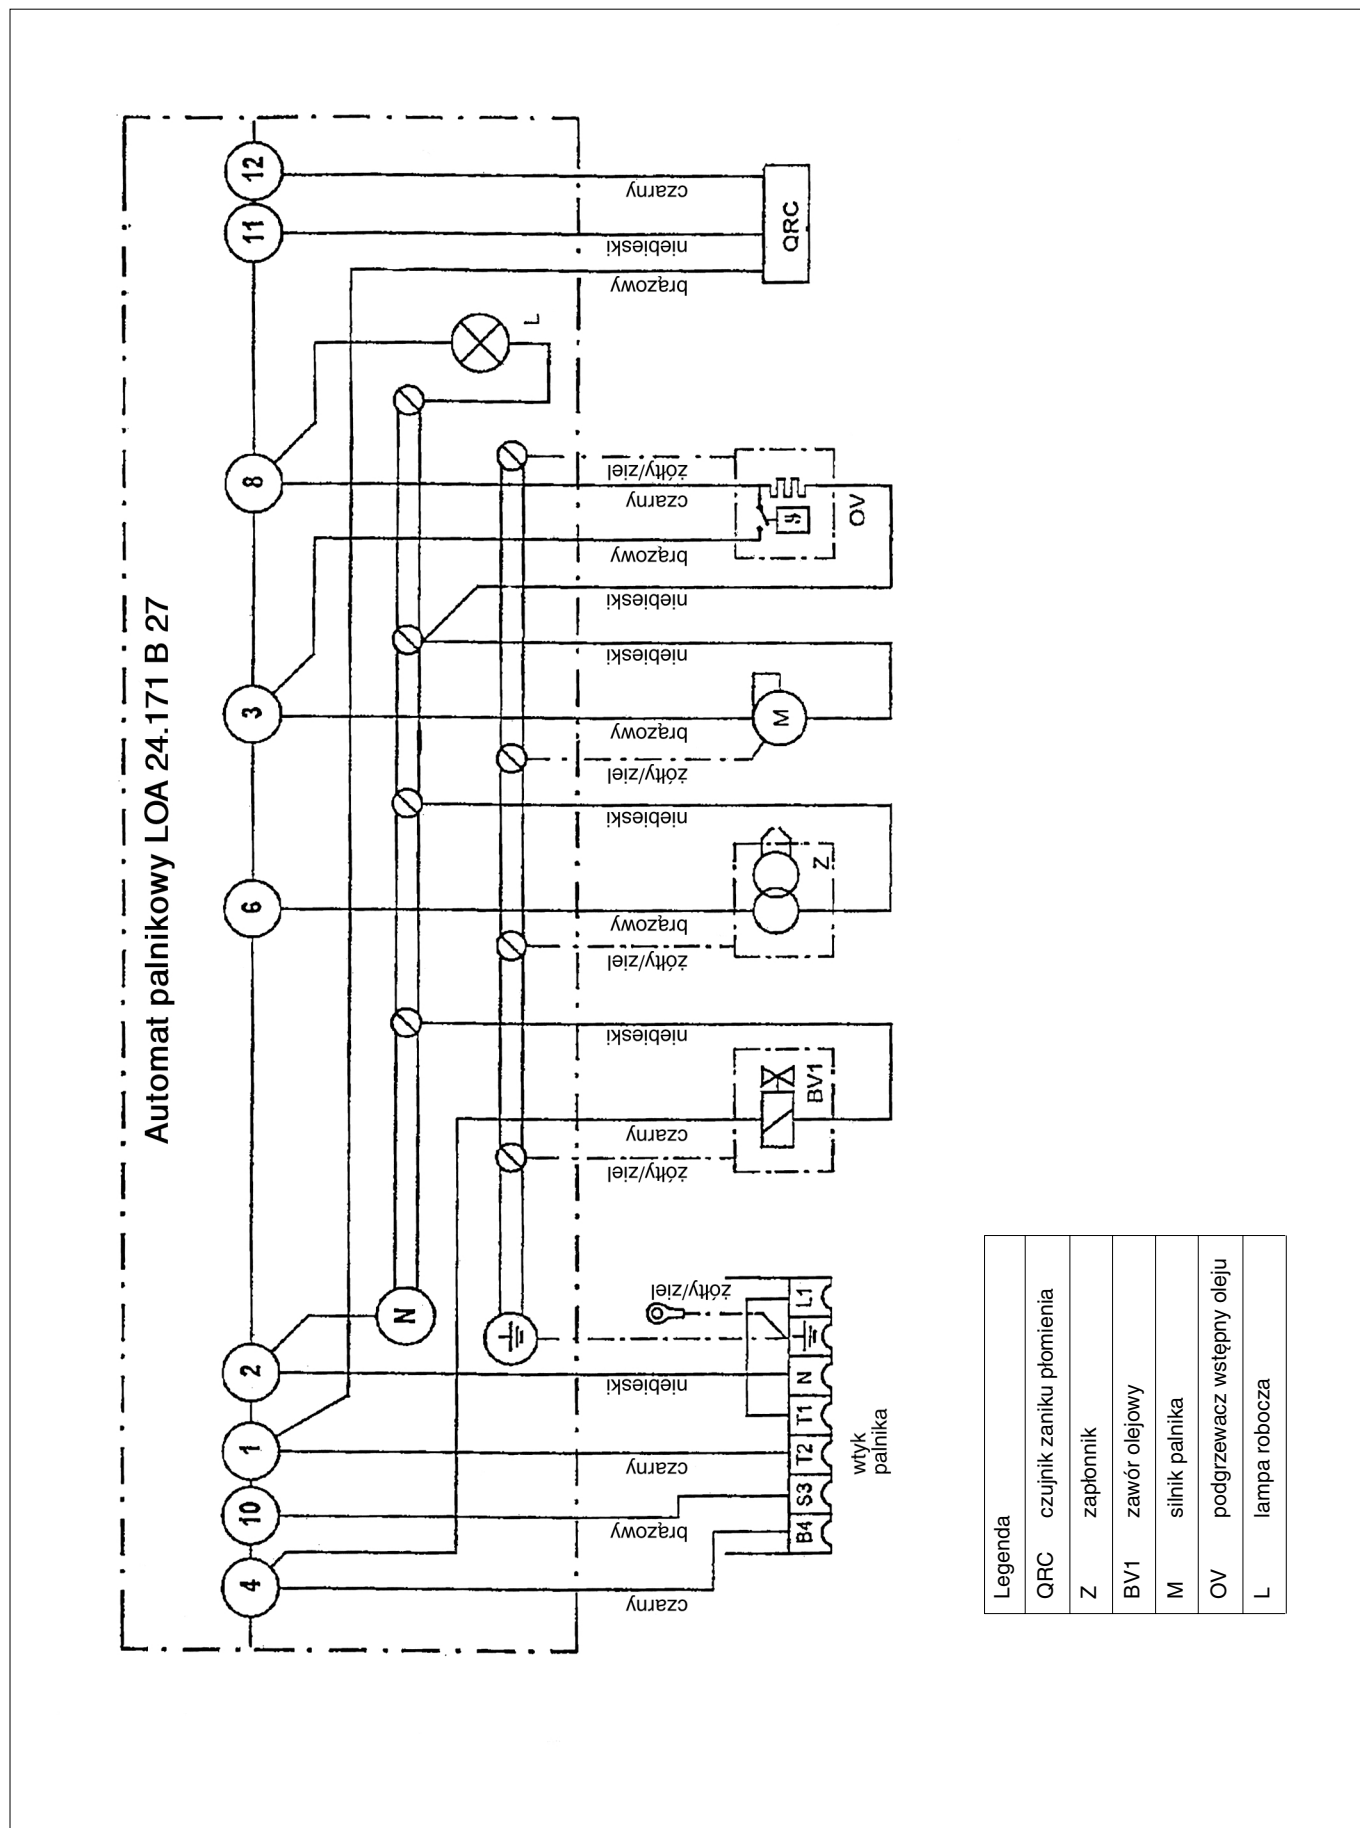 Automat palnikowy LOA 24.171 B 27
4
10
1
2
6
3
8
11
12
N
L
czarny
brązowy
czarny
niebieski
żółty/ziel
żółty/ziel
czarny
niebieski
żółty/ziel
brązowy
niebieski
żółty/ziel
brązowy
niebieski
niebieski
brązowy
czarny
żółty/ziel
brązowy
niebieski
czarny
B4
S3
T2
T1
N
L1
wtyk
palnika
BV1
Z
M
OV
ϑ
QRC
Legenda
QRC czujnik zaniku płomienia
Z zapłonnik
BV1 zawór olejowy
M silnik palnika
OV podgrzewacz wstępny oleju
L lampa robocza